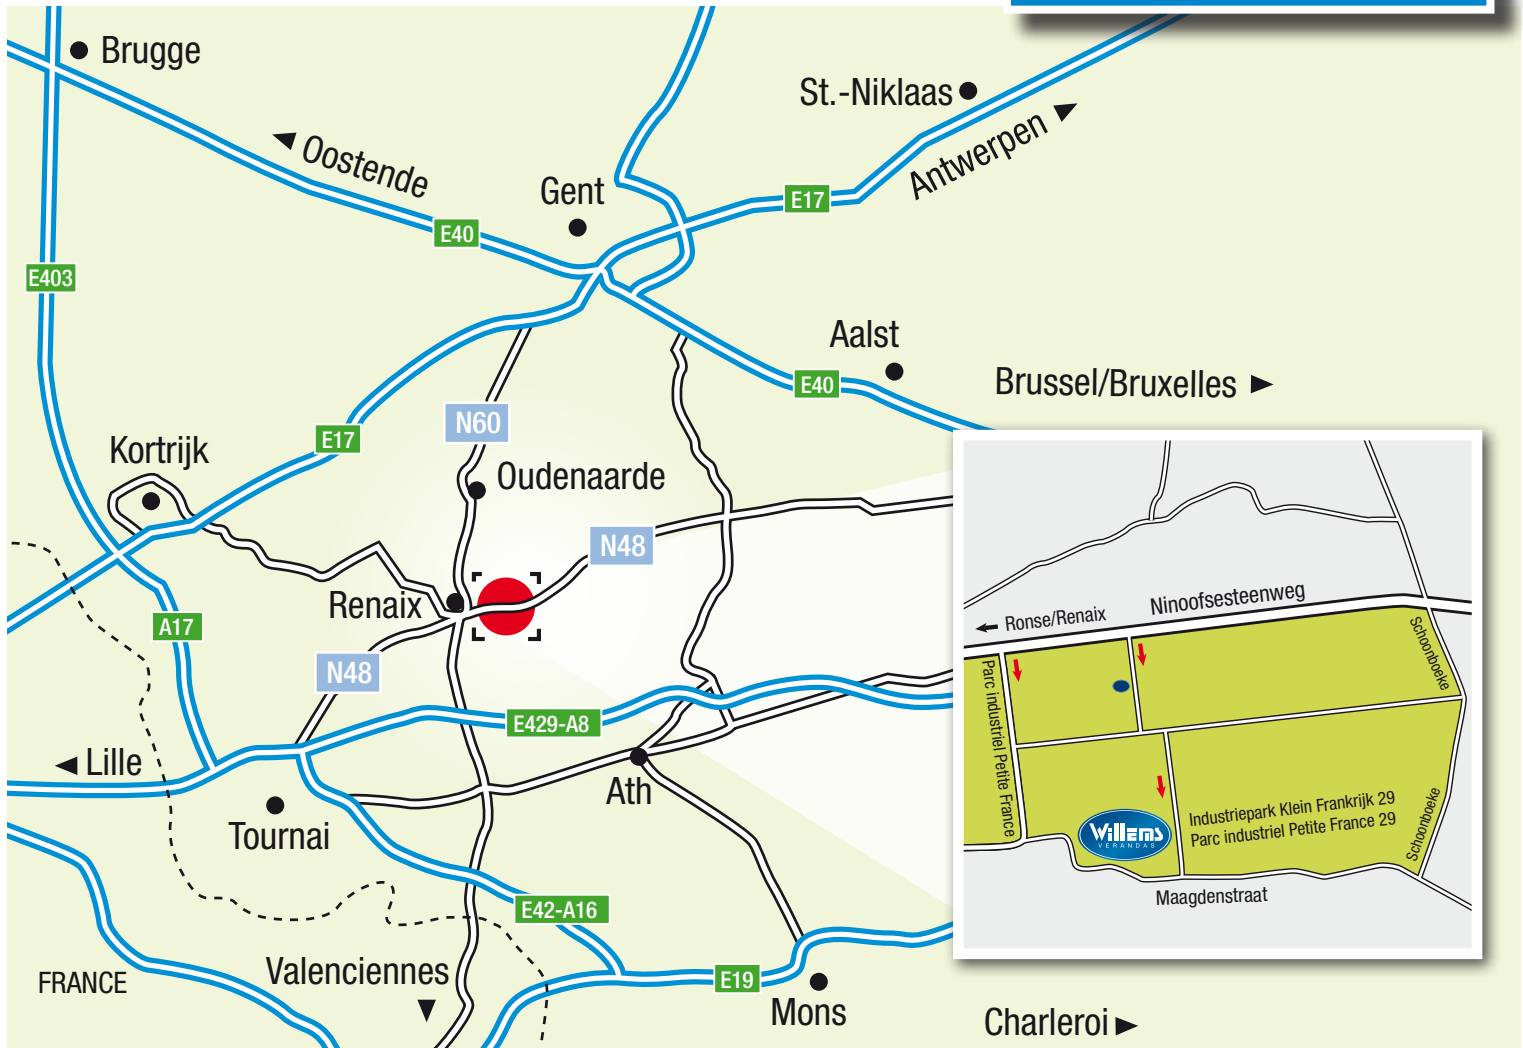 Brugge
St.-Niklaas
Oostende
Antwerpen
Gent
E17
E40
E403
Aalst
E40
Brussel/Bruxelles
N60
E17
Kortrijk
Oudenaarde
N48
Renaix
A17
N48
E429-A8
Lille
Ath
Tournai
E42-A16
Valenciennes
FRANCE
E19
Mons
Charleroi
Ninoofsesteenweg
Ronse/Renaix
Schoonboeke
Parc industriel Petite France
Industriepark Klein Frankrijk 29
Parc industriel Petite France 29
Willems
VERANDAS
Schoonboeke
Maagdenstraat